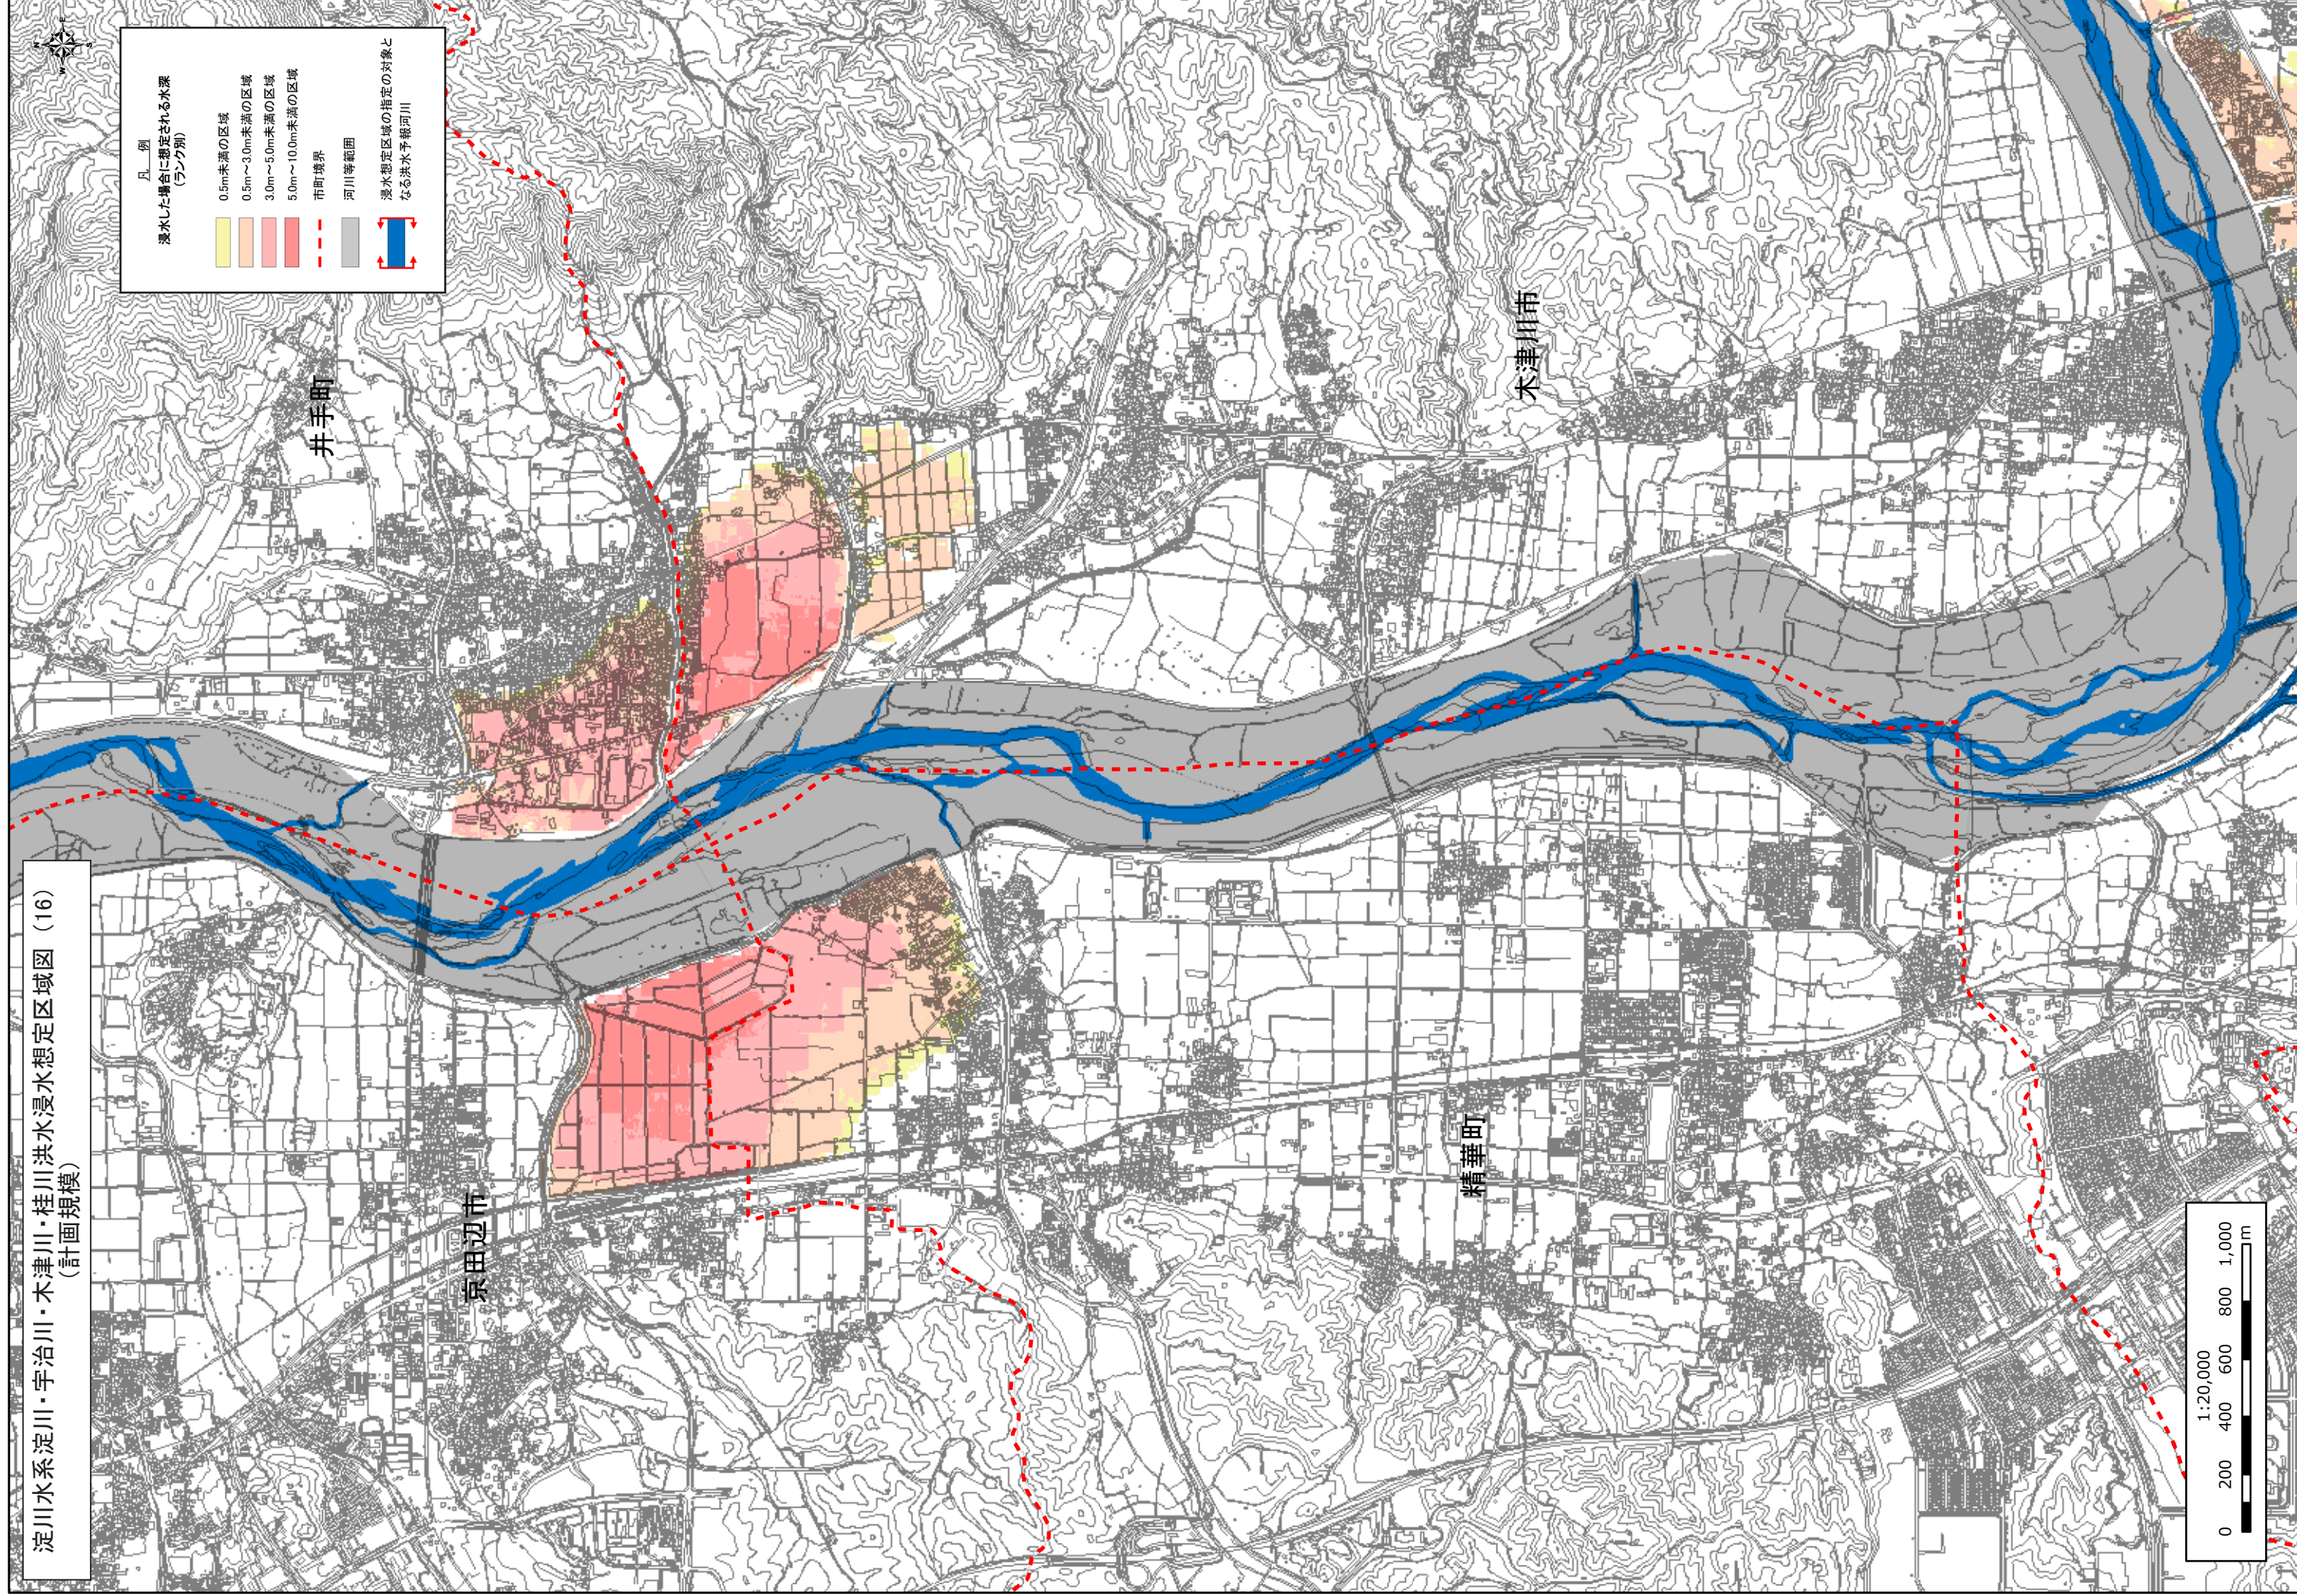 淀川水系淀川・宇治川・木津川・桂川洪水浸水想定区域図（16）
（計画規模）
N
W
E
S
凡 例
浸水した場合に想定される水深
（ランク別）
0.5m未満の区域
0.5m～3.0m未満の区域
3.0m～5.0m未満の区域
5.0m～10.0m未満の区域
市町境界
河川等範囲
浸水想定区域の指定の対象と
なる洪水予報河川
井手町
京田辺市
木津川市
精華町
1:20,000
0 200 400 600 800 1,000
m